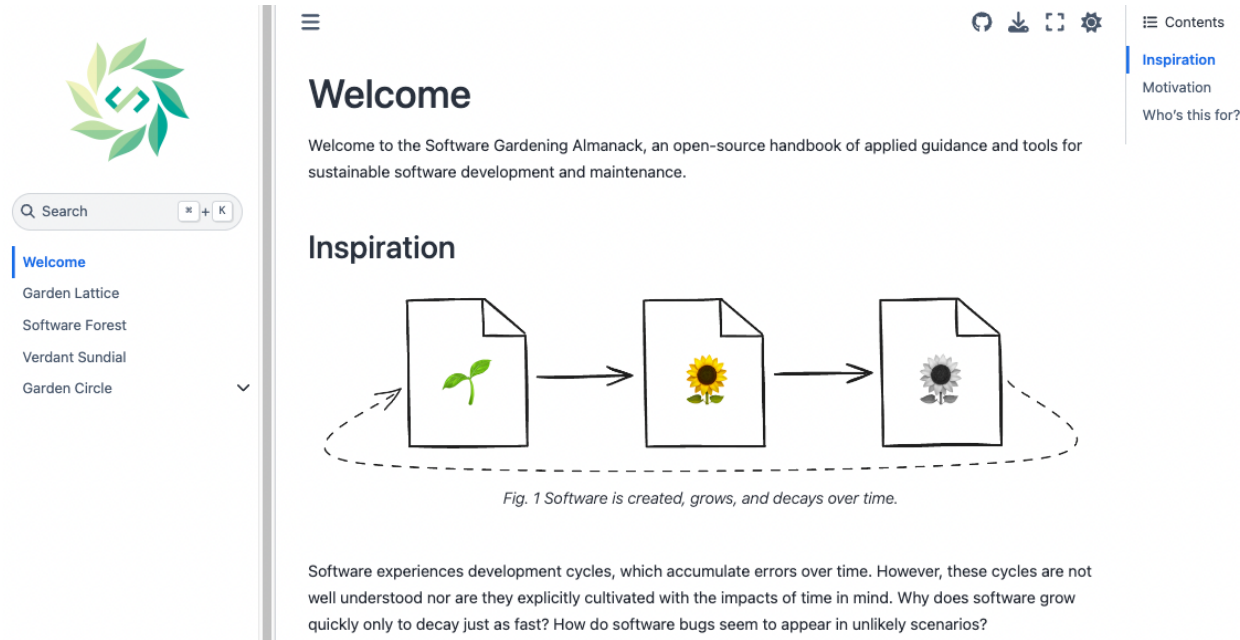 Search
⌘ + K
Welcome
Garden Lattice
Software Forest
Verdant Sundial
Garden Circle
Welcome
Welcome to the Software Gardening Almanack, an open-source handbook of applied guidance and tools for
sustainable software development and maintenance.
Inspiration
Fig. 1 Software is created, grows, and decays over time.
Software experiences development cycles, which accumulate errors over time. However, these cycles are not
well understood nor are they explicitly cultivated with the impacts of time in mind. Why does software grow
quickly only to decay just as fast? How do software bugs seem to appear in unlikely scenarios?
Contents
Inspiration
Motivation
Who's this for?